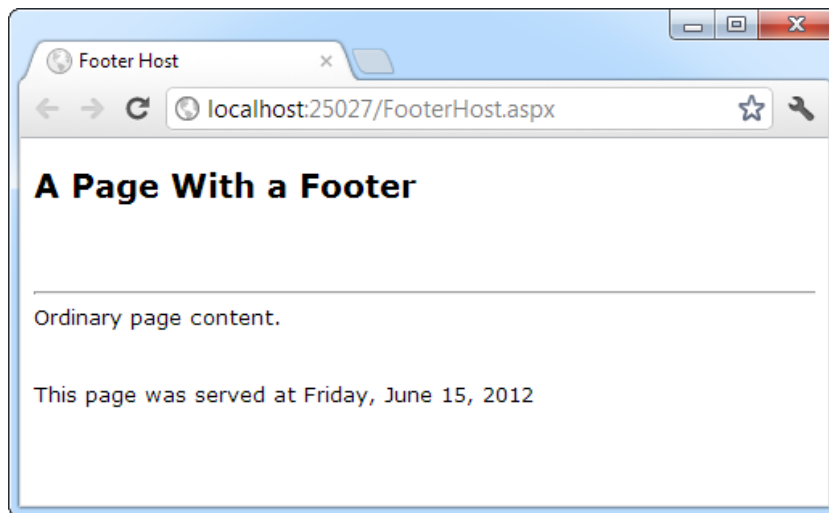 Footer Host
localhost:25027/FooterHost.aspx
A Page With a Footer
Ordinary page content.
This page was served at Friday, June 15, 2012